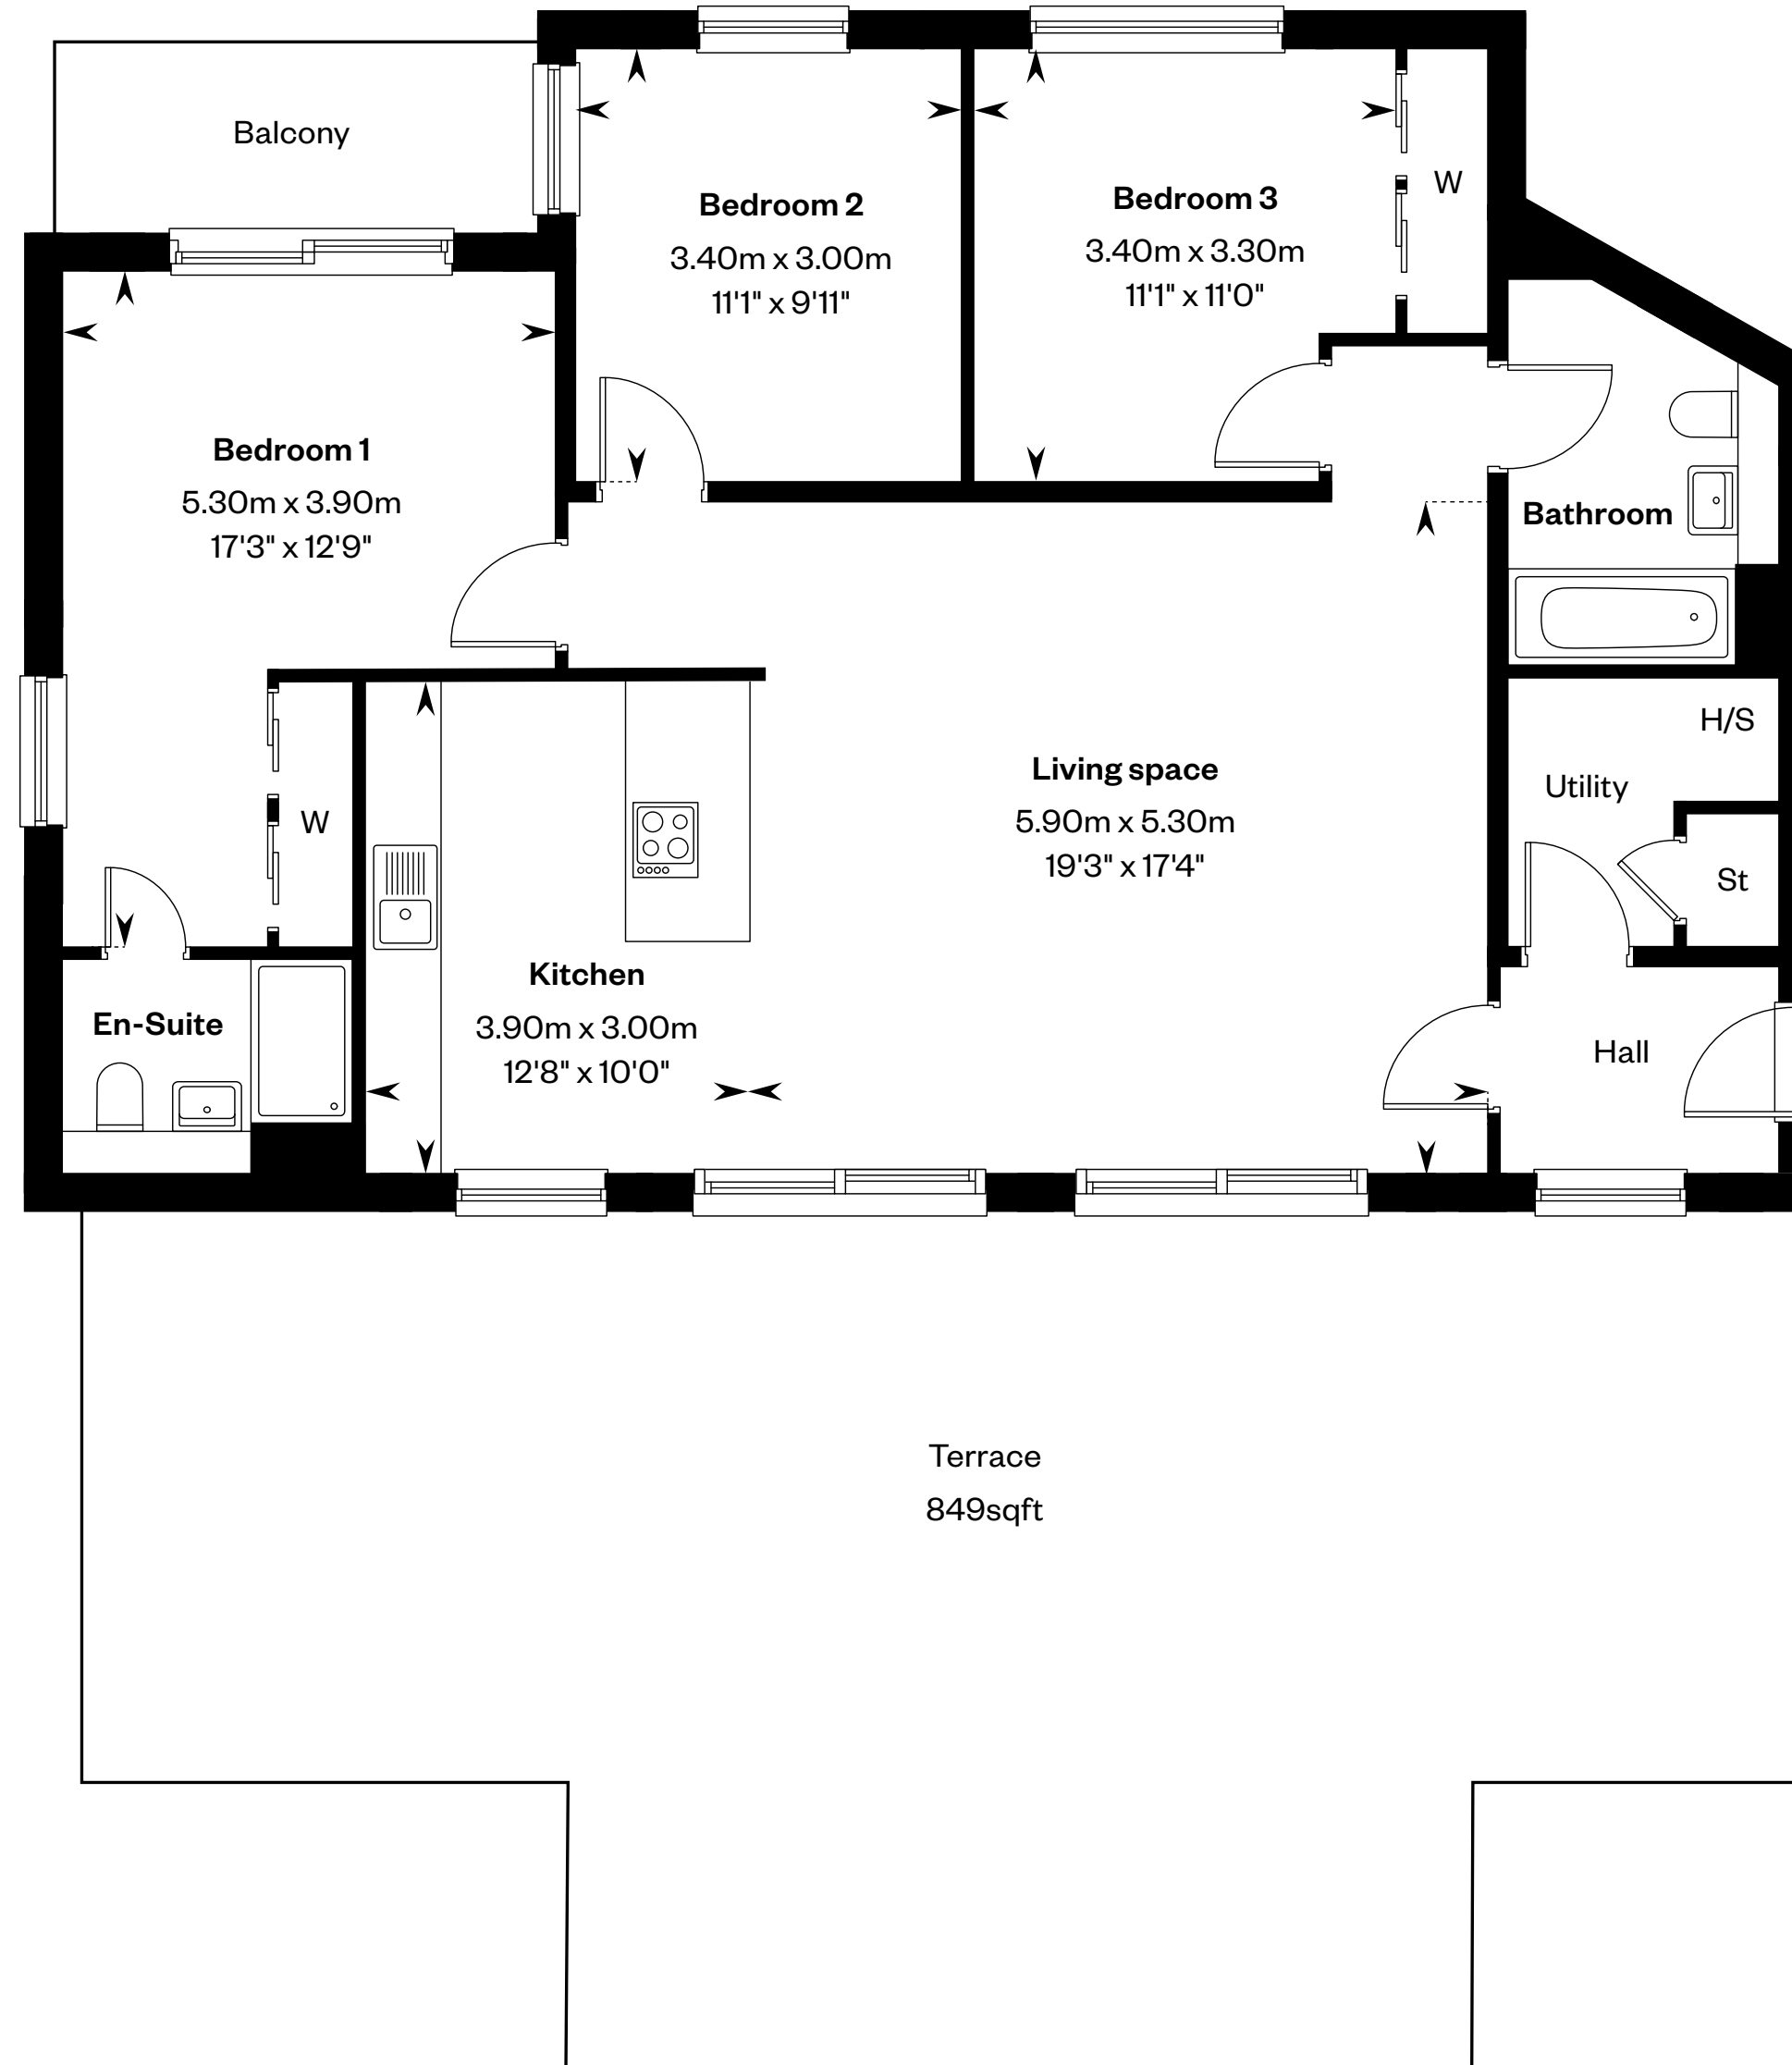 Balcony
Bedroom 2
3.40m x 3.00m
11'1" x 9'11"
Bedroom 3
3.40m x 3.30m
11'1" x 11'0"
W
Bedroom 1
5.30m x 3.90m
17'3" x 12'9"
Bathroom
H/S
Utility
St
Living space
5.90m x 5.30m
19'3" x 17'4"
W
Kitchen
3.90m x 3.00m
12'8" x 10'0"
En-Suite
Hall
Terrace
849sqft